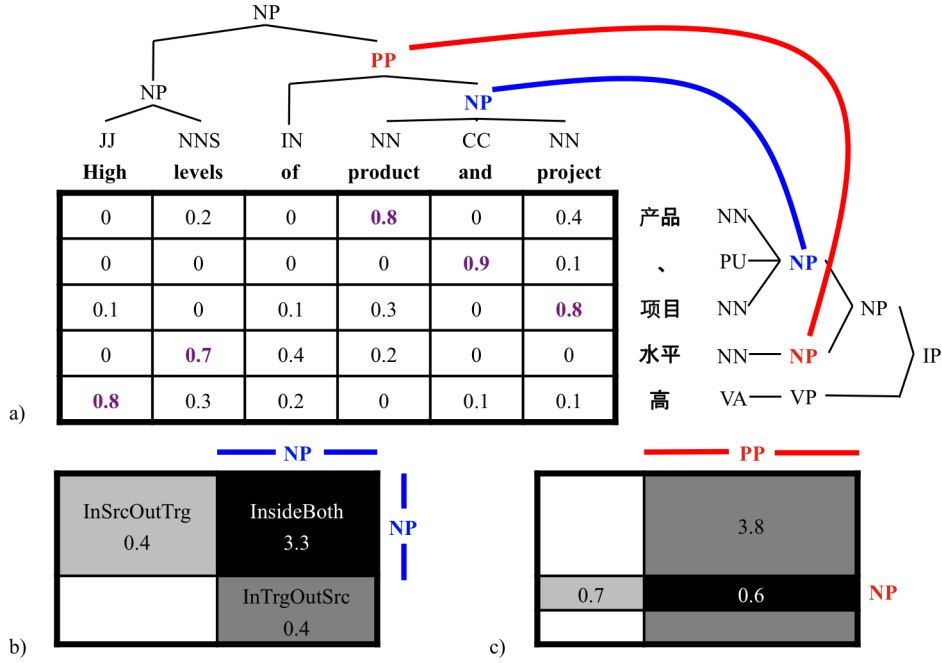 NP
PP
NP
NP
JJ NNS IN NN CC NN
High levels of product and project
0 0.2 0 0.8 0 0.4 产品 NN
0 0 0 0 0.9 0.1 、 PU NP
0.1 0 0.1 0.3 0 0.8 项目 NN NP
0 0.7 0.4 0.2 0 0 水平 NN NP IP
a) 0.8 0.3 0.2 0 0.1 0.1 高 VA VP
NP
InSrcOutTrg InsideBoth
0.4 3.3
NP
InTrgOutSrc
0.4
b)
PP
3.8
0.7 0.6 NP
c)